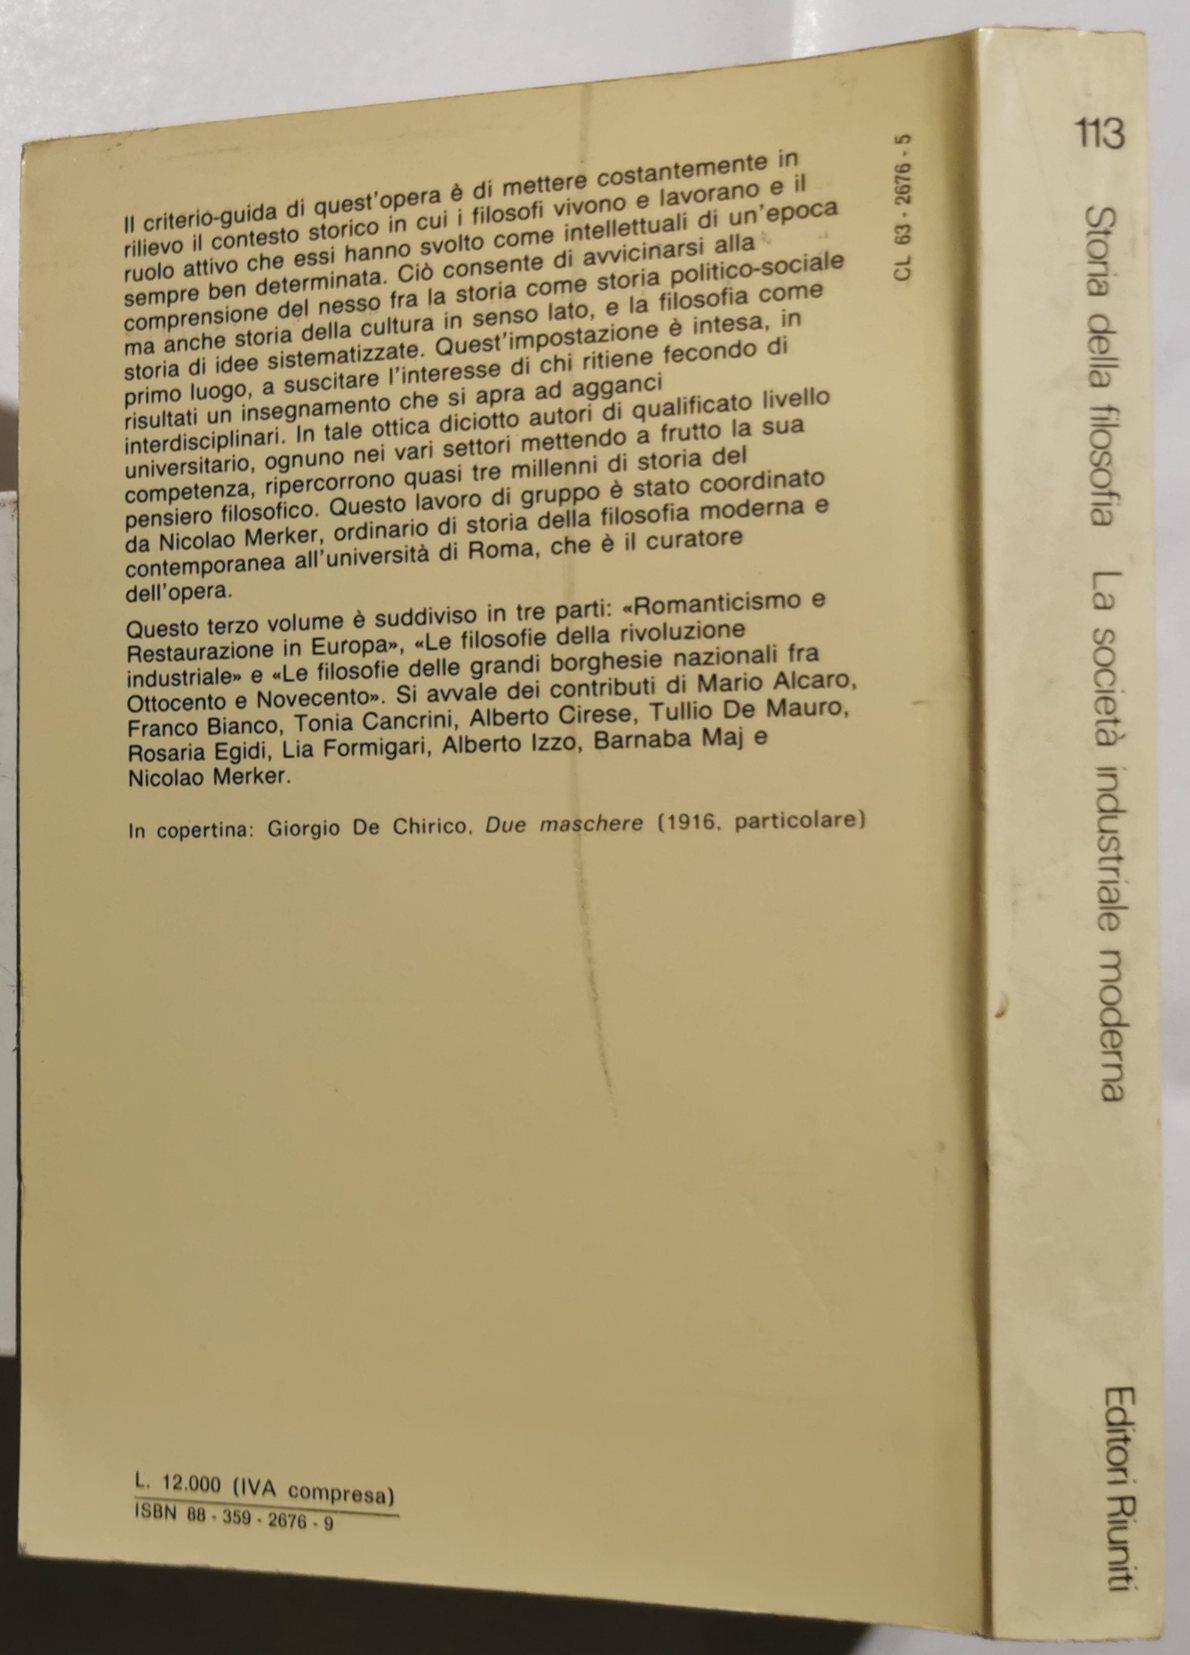 Il criterio-guida di quest'opera è di mettere costantemente in
rilievo il contesto storico in cui i filosofi vivono e lavorano e il
ruolo attivo che essi hanno svolto come intellettuali di un'epoca
sempre ben determinata. Ciò consente di avvicinarsi alla
comprensione del nesso fra la storia come storia politico-sociale
ma anche storia della cultura in senso lato, e la filosofia come
storia di idee sistematizzate. Quest'impostazione è intesa, in
primo luogo, a suscitare l'interesse di chi ritiene fecondo di
risultati un insegnamento che si apra ad agganci
interdisciplinari. In tale ottica diciotto autori di qualificato livello
universitario, ognuno nei vari settori mettendo a frutto la sua
competenza, ripercorrono quasi tre millenni di storia del
pensiero filosofico. Questo lavoro di gruppo è stato coordinato
da Nicolao Merker, ordinario di storia della filosofia moderna e
contemporanea all'università di Roma, che è il curatore
dell'opera.
Questo terzo volume è suddiviso in tre parti: «Romanticismo e
Restaurazione in Europa», «Le filosofie della rivoluzione
industriale» e «Le filosofie delle grandi borghesie nazionali fra
Ottocento e Novecento». Si avvale dei contributi di Mario Alcaro,
Franco Bianco, Tonia Cancrini, Alberto Cirese, Tullio De Mauro,
Rosaria Egidi, Lia Formigari, Alberto Izzo, Barnaba Maj e
Nicolao Merker.
In copertina: Giorgio De Chirico, Due maschere (1916, particolare)
L. 12.000 (IVA compresa)
ISBN 88-359-2676-9
CL 63-2676-5
113
Storia della filosofia La società industriale moderna
Editori Riuniti